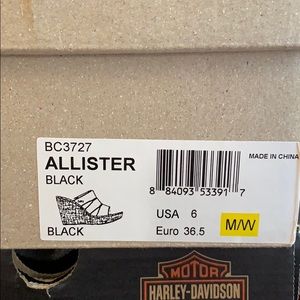 BC3727
ALLISTER
BLACK
MADE IN CHINA
8 84093 53391 7
USA 6
Euro 36.5
M/W
BLACK
MOTOR
HARLEY-DAVIDSON